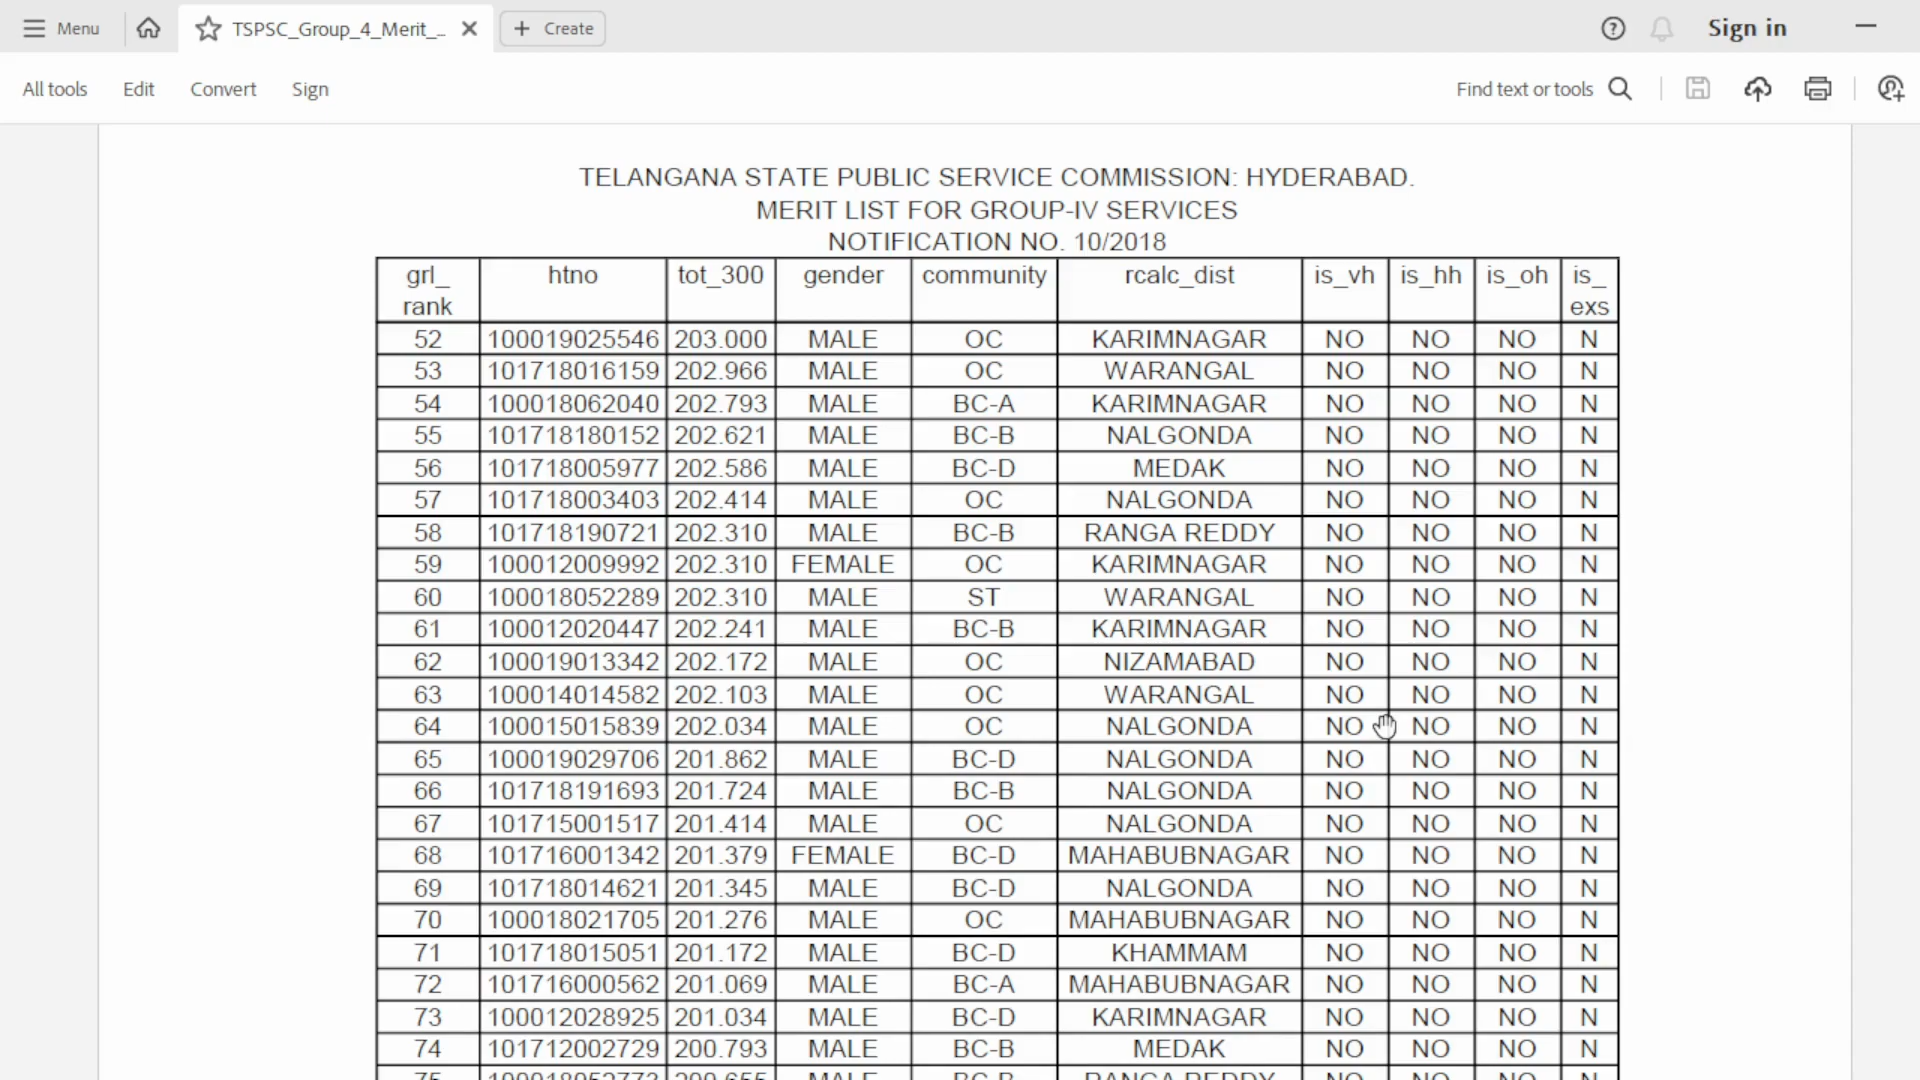 Menu TSPSC_Group_4_Merit_... Create Sign in
All tools Edit Convert Sign Find text or tools
TELANGANA STATE PUBLIC SERVICE COMMISSION: HYDERABAD.
MERIT LIST FOR GROUP-IV SERVICES
NOTIFICATION NO. 10/2018
grl_ rank htno tot_300 gender community rcalc_dist is_vh is_hh is_oh is_ exs
52 100019025546 203.000 MALE OC KARIMNAGAR NO NO NO N
53 101718016159 202.966 MALE OC WARANGAL NO NO NO N
54 100018062040 202.793 MALE BC-A KARIMNAGAR NO NO NO N
55 101718180152 202.621 MALE BC-B NALGONDA NO NO NO N
56 101718005977 202.586 MALE BC-D MEDAK NO NO NO N
57 101718003403 202.414 MALE OC NALGONDA NO NO NO N
58 101718190721 202.310 MALE BC-B RANGA REDDY NO NO NO N
59 100012009992 202.310 FEMALE OC KARIMNAGAR NO NO NO N
60 100018052289 202.310 MALE ST WARANGAL NO NO NO N
61 100012020447 202.241 MALE BC-B KARIMNAGAR NO NO NO N
62 100019013342 202.172 MALE OC NIZAMABAD NO NO NO N
63 100014014582 202.103 MALE OC WARANGAL NO NO NO N
64 100015015839 202.034 MALE OC NALGONDA NO NO NO N
65 100019029706 201.862 MALE BC-D NALGONDA NO NO NO N
66 101718191693 201.724 MALE BC-B NALGONDA NO NO NO N
67 101715001517 201.414 MALE OC NALGONDA NO NO NO N
68 101716001342 201.379 FEMALE BC-D MAHABUBNAGAR NO NO NO N
69 101718014621 201.345 MALE BC-D NALGONDA NO NO NO N
70 100018021705 201.276 MALE OC MAHABUBNAGAR NO NO NO N
71 101718015051 201.172 MALE BC-D KHAMMAM NO NO NO N
72 101716000562 201.069 MALE BC-A MAHABUBNAGAR NO NO NO N
73 100012028925 201.034 MALE BC-D KARIMNAGAR NO NO NO N
74 101712002729 200.793 MALE BC-B MEDAK NO NO NO N
75 MALE RANGA REDDY NO NO NO N